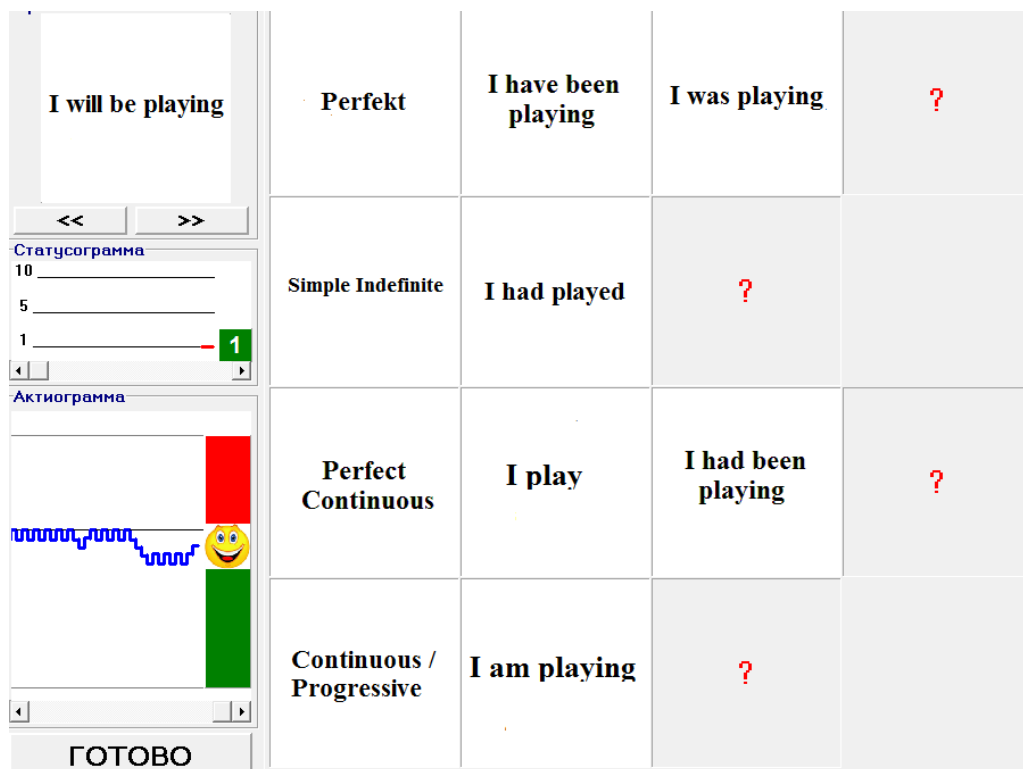 I will be playing
<< >>
Статусограмма
10
5
1
1
Актиограмма
ГОТОВО
Perfekt
I have been
playing
I was playing
?
Simple Indefinite
I had played
?
Perfect
Continuous
I play
I had been
playing
?
Continuous /
Progressive
I am playing
?